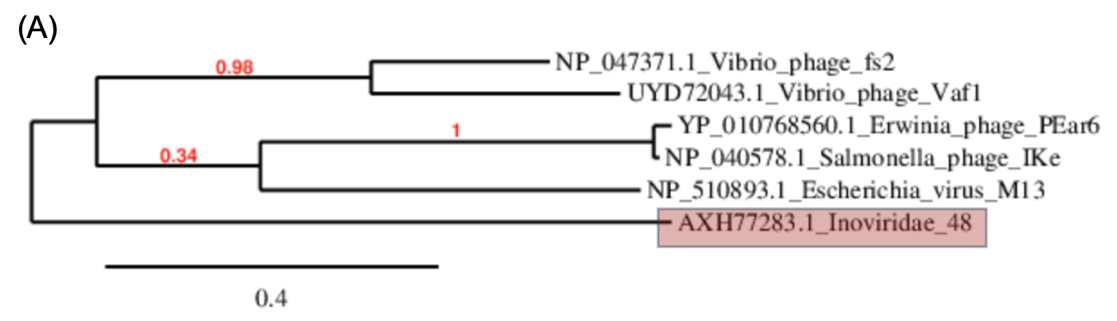 (A)
NP_047371.1_Vibrio_phage_fs2
0.98
UYD72043.1_Vibrio_phage_Vaf1
YP_010768560.1_Erwinia_phage_PEar6
1
0.34
NP_040578.1_Salmonella_phage_IKe
NP_510893.1_Escherichia_virus_M13
AXH77283.1_Inoviridae_48
0.4